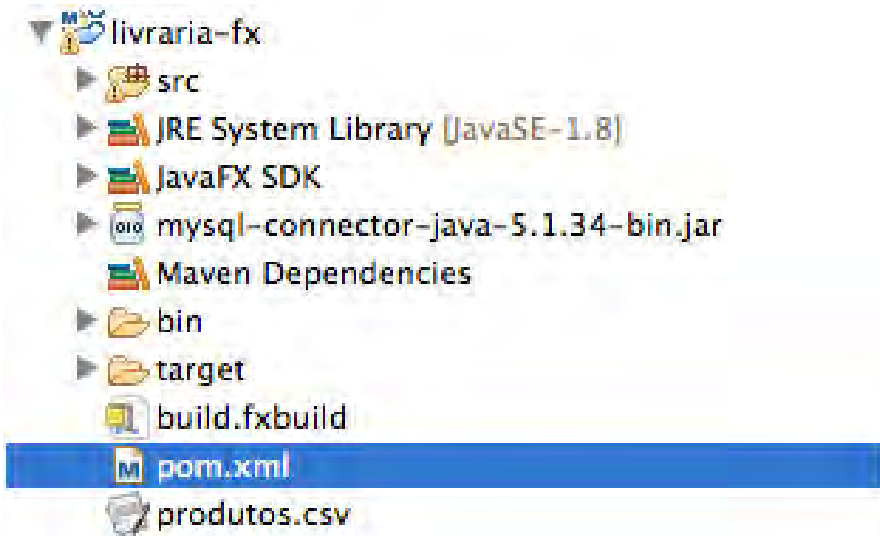 livraria-fx
src
JRE System Library [JavaSE-1.8]
JavaFX SDK
mysql-connector-java-5.1.34-bin.jar
Maven Dependencies
bin
target
build.fxbuild
pom.xml
produtos.csv